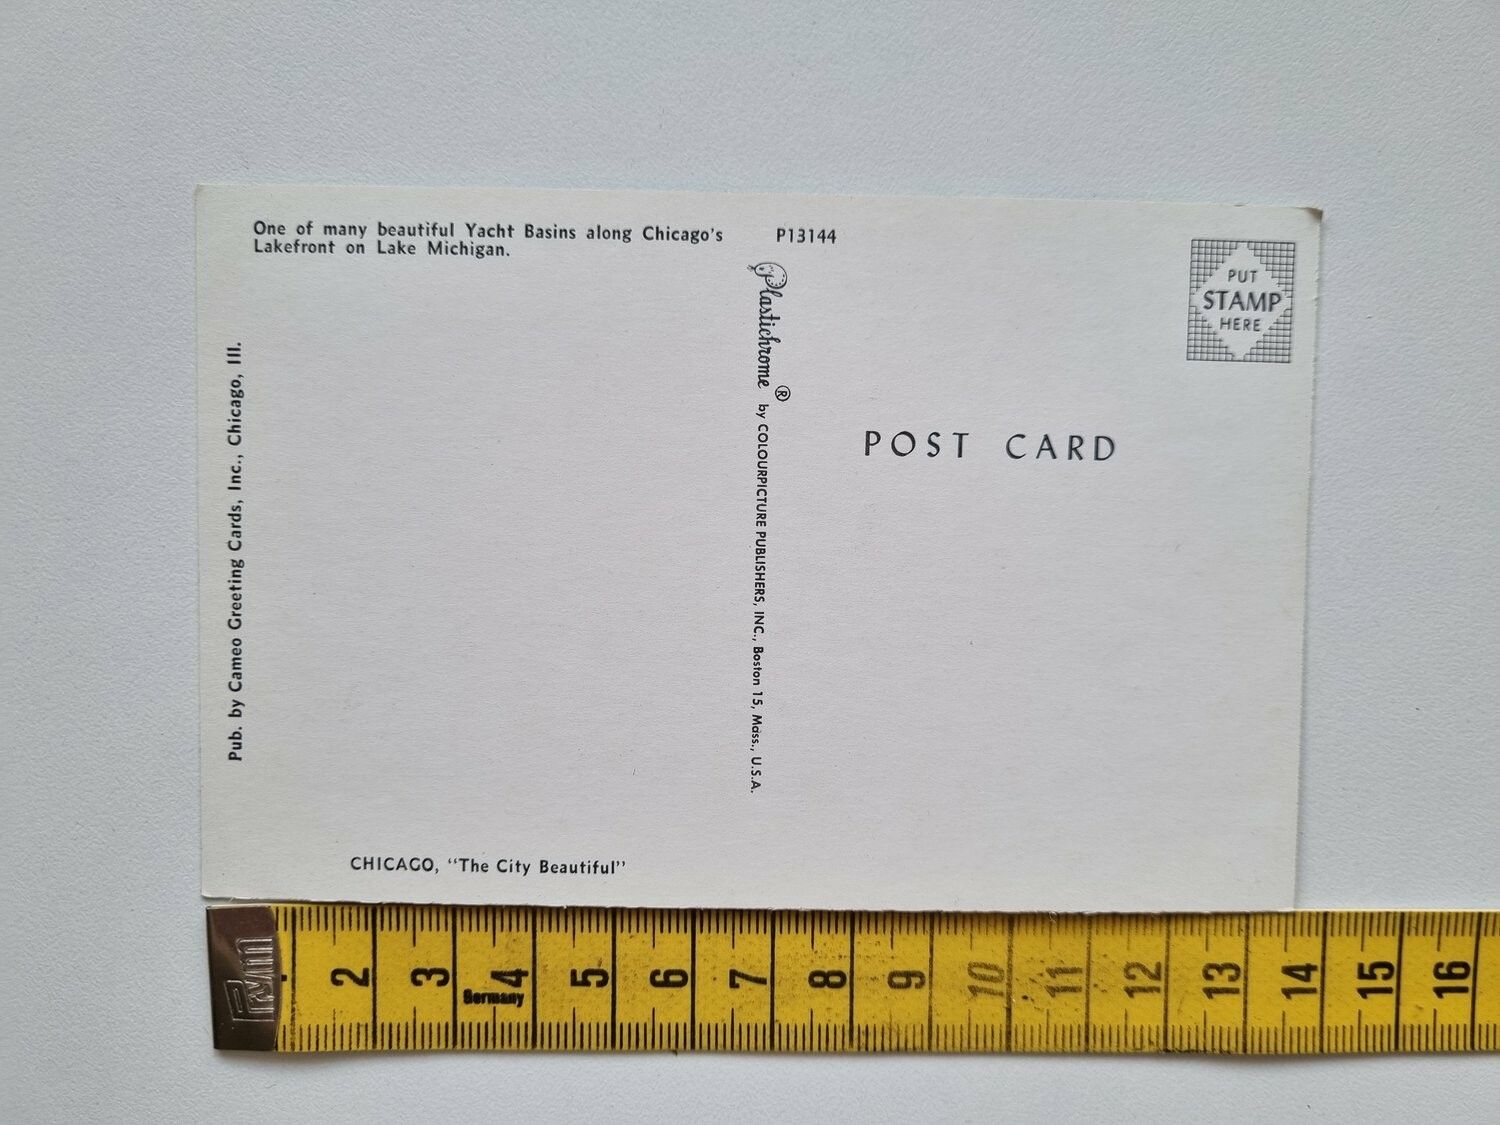 One of many beautiful Yacht Basins along Chicago's
Lakefront on Lake Michigan.
P13144
PUT
STAMP
HERE
Pub. by Cameo Greeting Cards, Inc., Chicago, Ill.
Plastichrome ® by COLOURPICTURE PUBLISHERS, INC., Boston 15, Mass., U.S.A.
POST CARD
CHICAGO, "The City Beautiful"
Prym
1 2 3 4 5 6 7 8 9 10 11 12 13 14 15 16
Germany